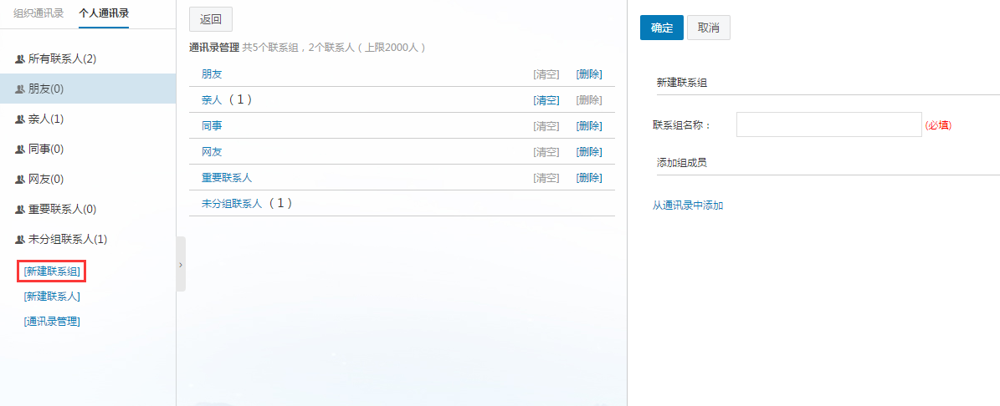 组织通讯录 个人通讯录
所有联系人(2)
朋友(0)
亲人(1)
同事(0)
网友(0)
重要联系人(0)
未分组联系人(1)
[新建联系组]
[新建联系人]
[通讯录管理]
返回
通讯录管理 共5个联系组，2个联系人（上限2000人）
朋友 [清空] [删除]
亲人（1） [清空] [删除]
同事 [清空] [删除]
网友 [清空] [删除]
重要联系人 [清空] [删除]
未分组联系人（1）
确定 取消
新建联系组
联系组名称： (必填)
添加组成员
从通讯录中添加